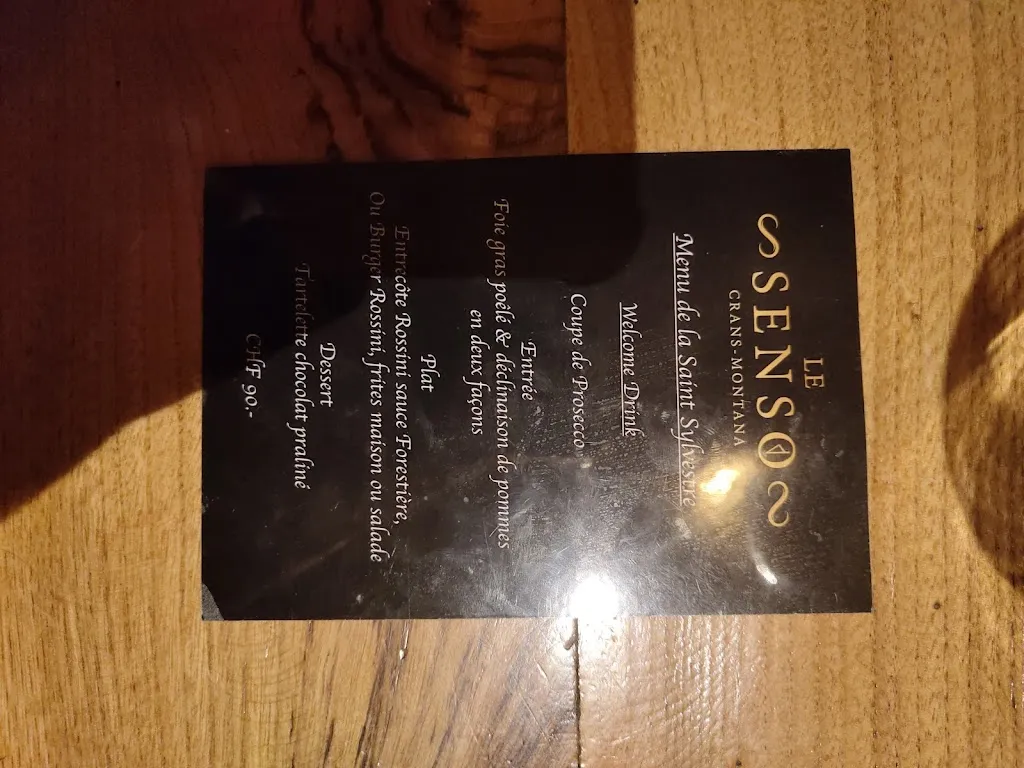 LE
SENSO
CRANS-MONTANA
Menu de la Saint Sylvestre
Welcome Drink
Coupe de Prosecco
Entrée
Foie gras poêlé & déclinaison de pommes
en deux façons
Plat
Entrecôte Rossini sauce Forestière,
Ou Burger Rossini, frites maison ou salade
Dessert
Tartelette chocolat praliné
CHF 90.-